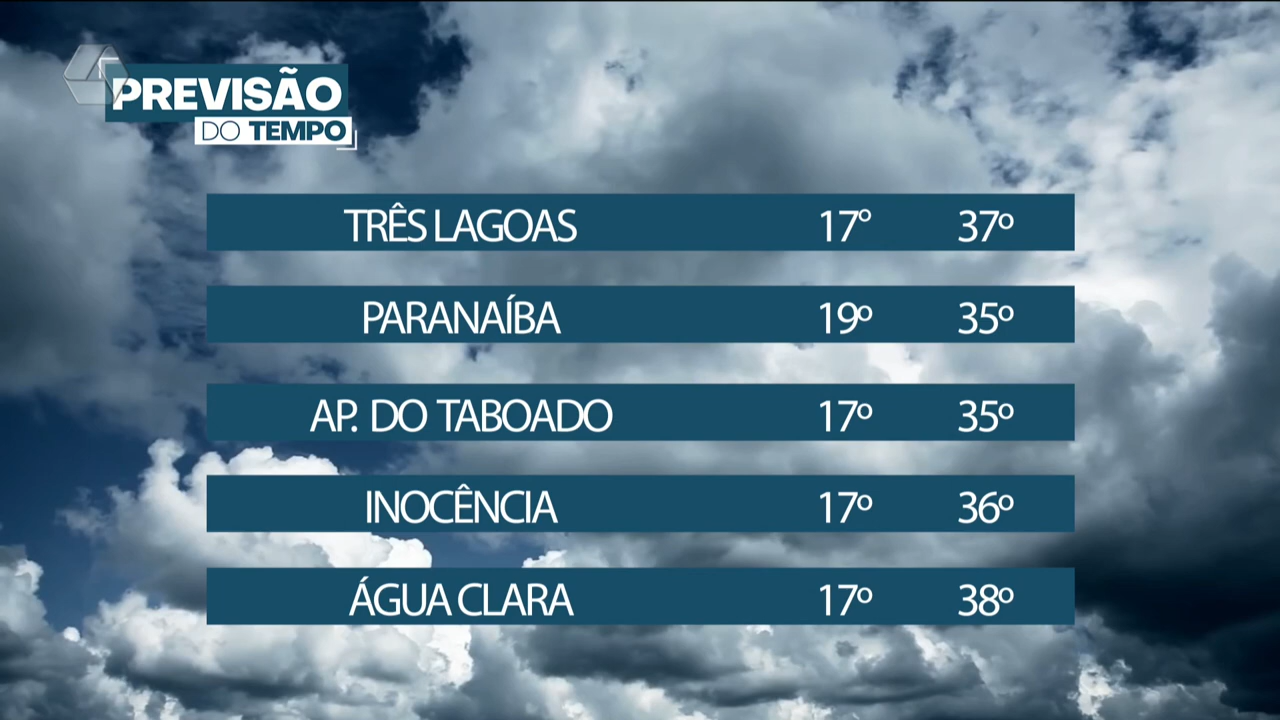 PREVISÃO
DO TEMPO
TRÊS LAGOAS 17° 37º
PARANAÍBA 19º 35º
AP. DO TABOADO 17º 35º
INOCÊNCIA 17º 36º
ÁGUA CLARA 17º 38º